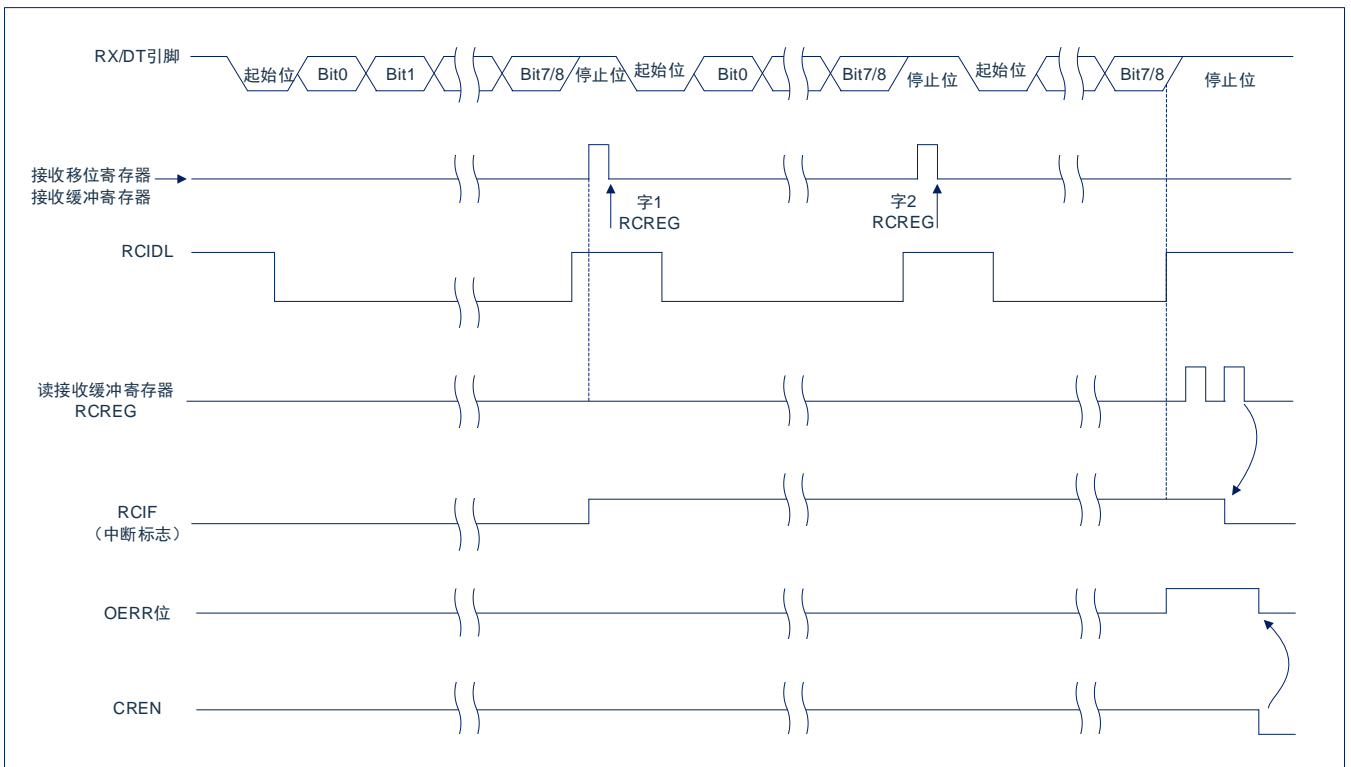 RX/DT引脚
起始位 Bit0 Bit1 Bit7/8 停止位 起始位 Bit0 Bit7/8 停止位 起始位 Bit7/8 停止位
接收移位寄存器
接收缓冲寄存器
字1
RCREG
字2
RCREG
RCIDL
读接收缓冲寄存器
RCREG
RCIF
（中断标志）
OERR位
CREN